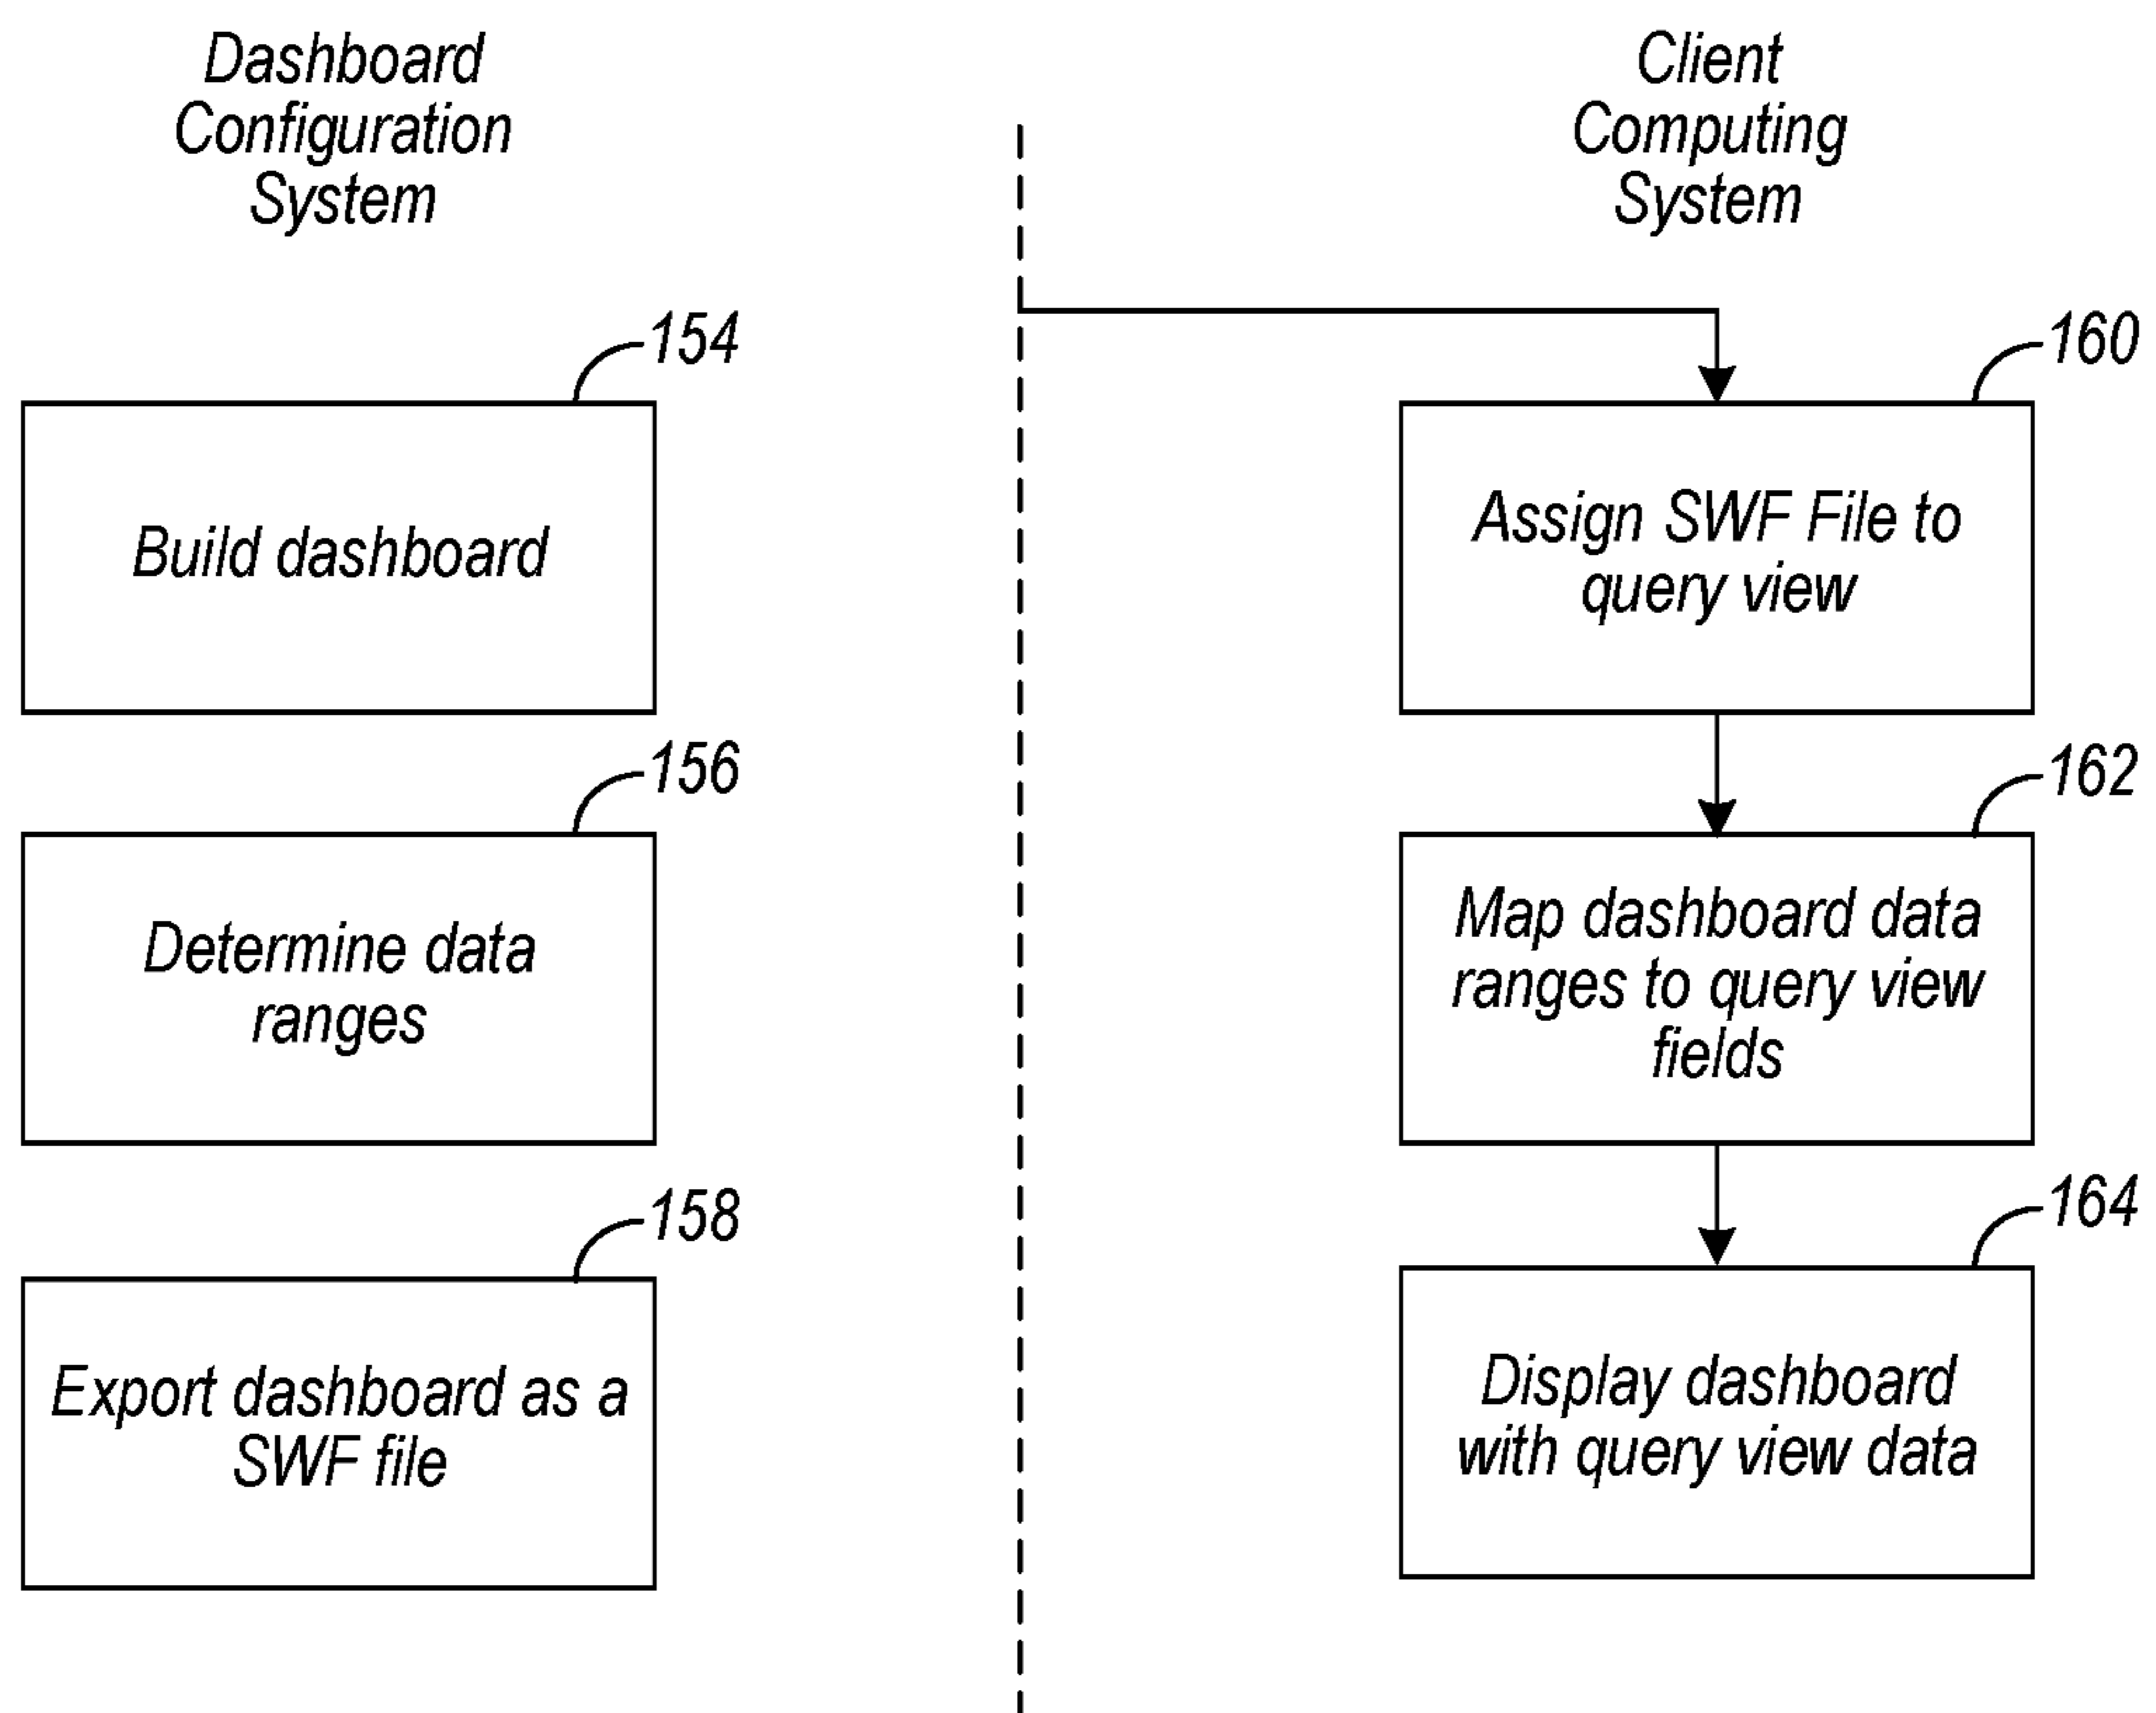 Dashboard
Configuration
System
154
Build dashboard
156
Determine data
ranges
158
Export dashboard as a
SWF file
Client
Computing
System
160
Assign SWF File to
query view
162
Map dashboard data
ranges to query view
fields
164
Display dashboard
with query view data